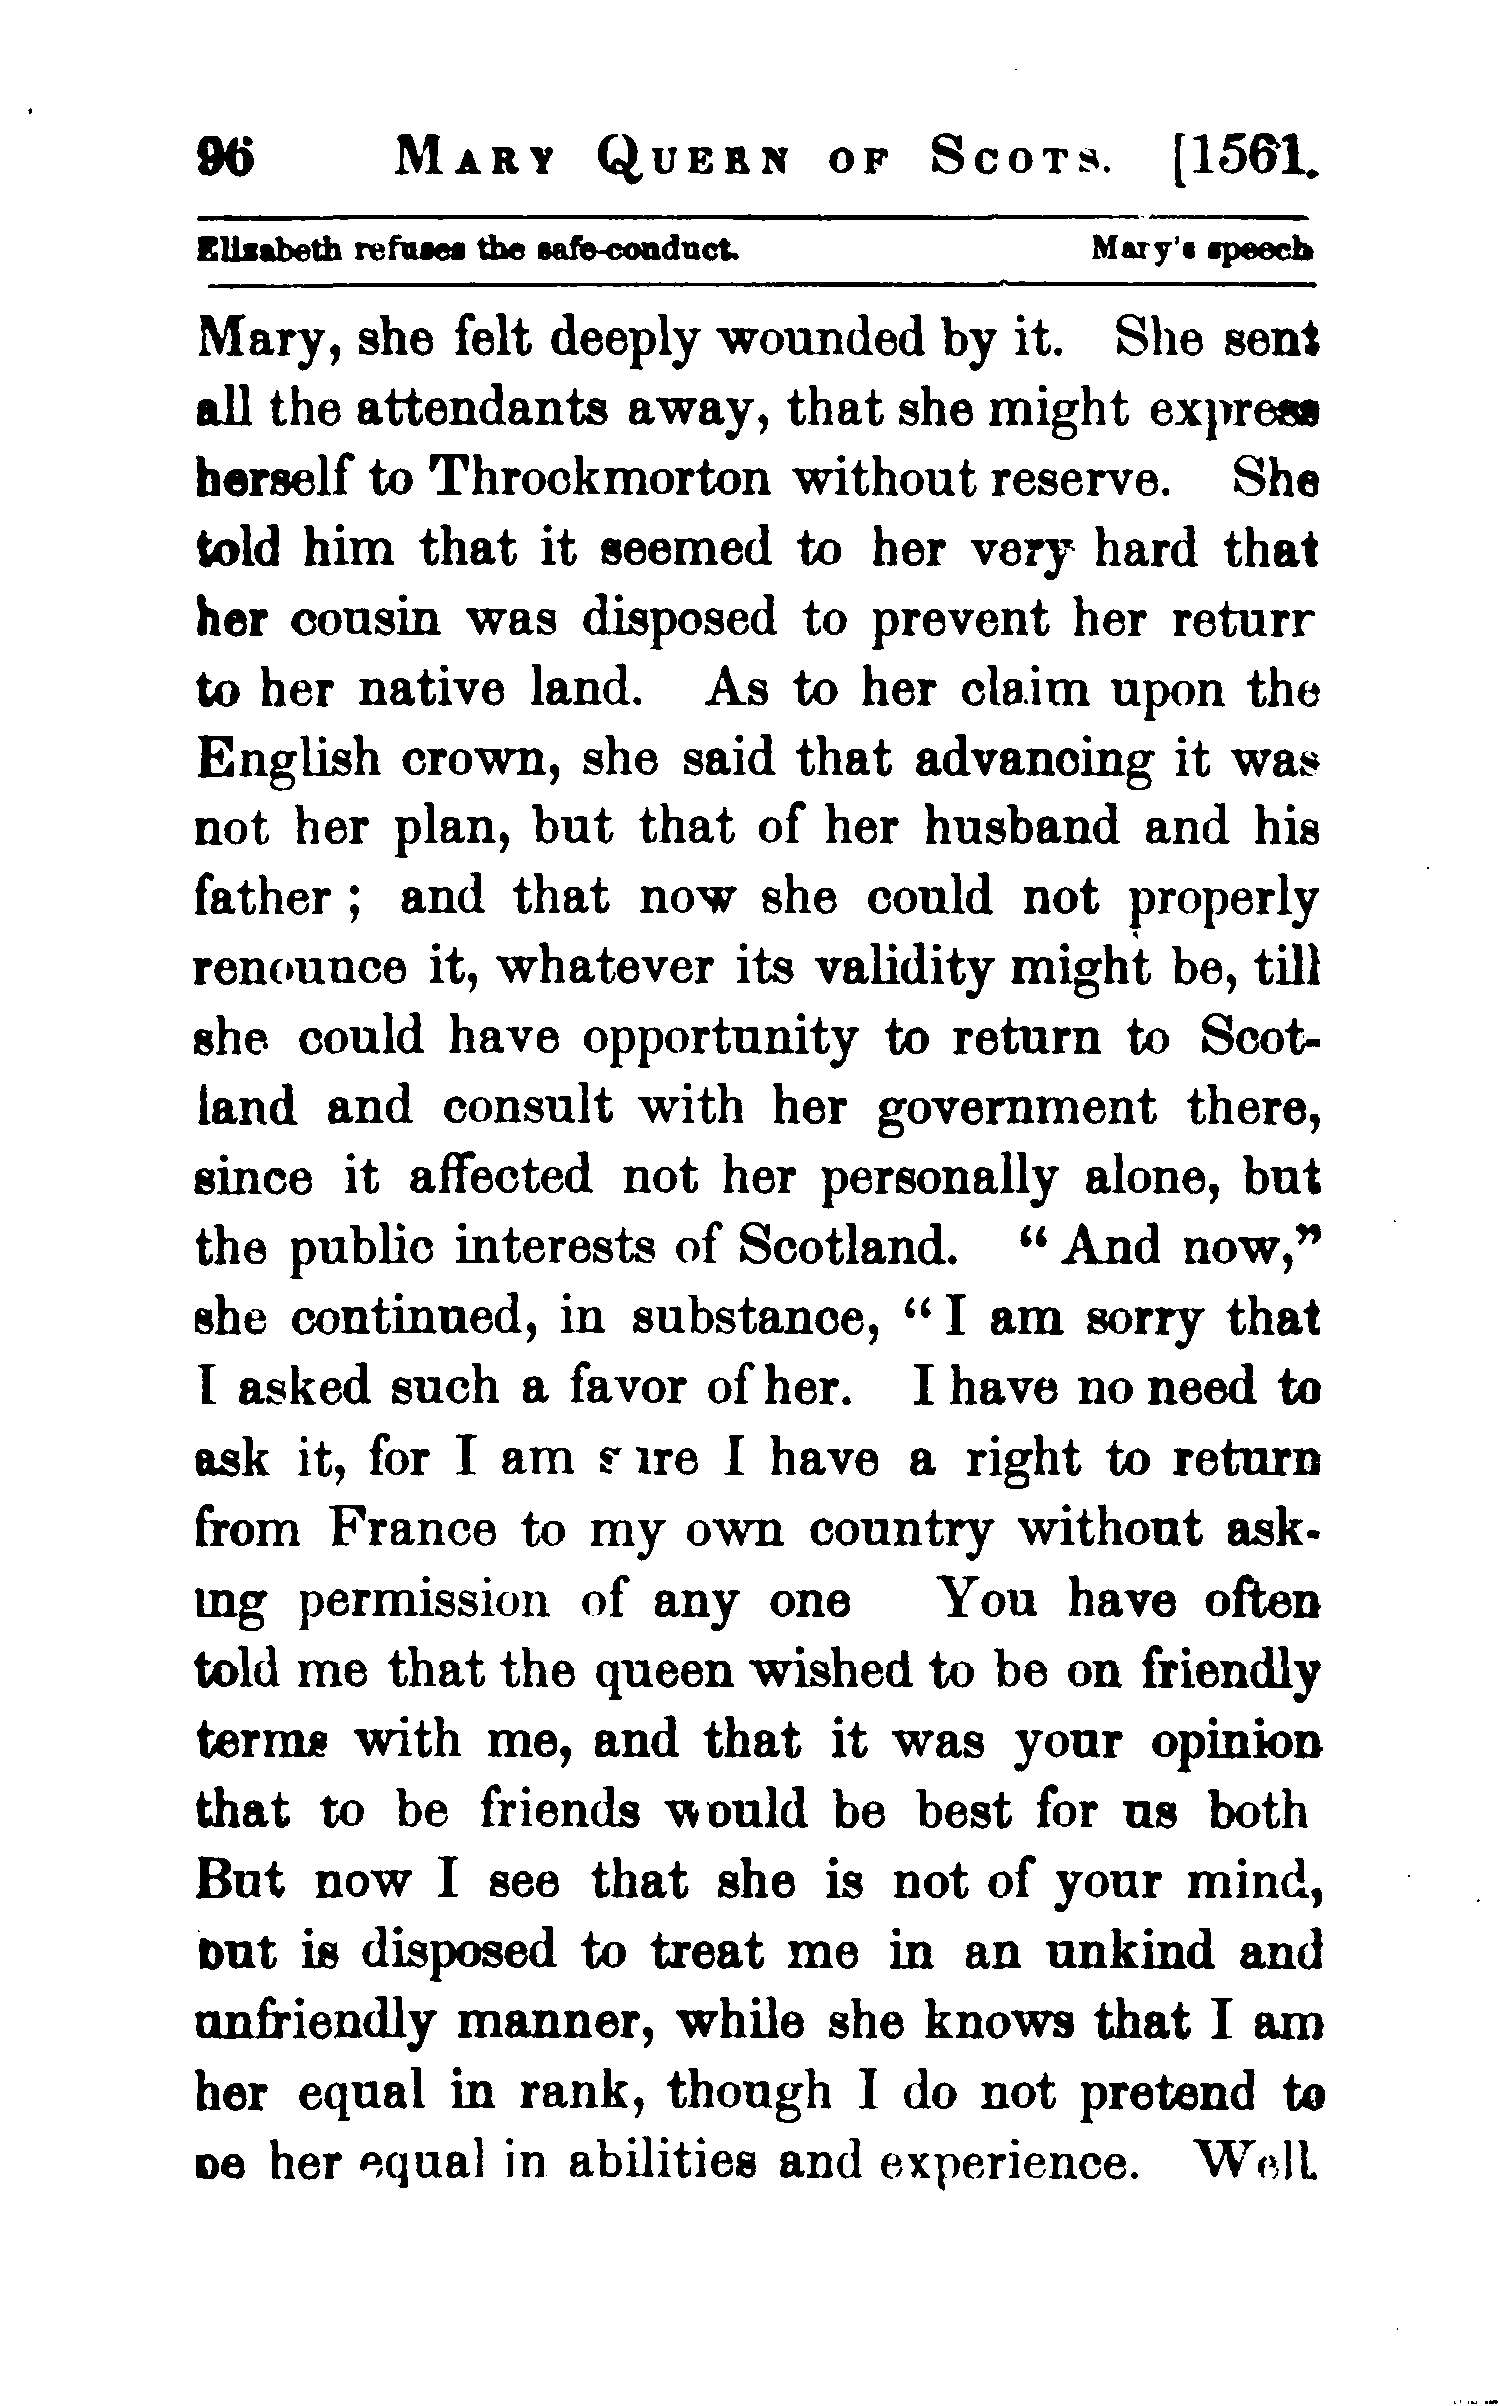 96 MARY QUEEN OF SCOTS. [1561.
Elizabeth refuses the safe-conduct. Mary's speech
Mary, she felt deeply wounded by it. She sent
all the attendants away, that she might express
herself to Throckmorton without reserve. She
told him that it seemed to her very hard that
her cousin was disposed to prevent her return
to her native land. As to her claim upon the
English crown, she said that advancing it was
not her plan, but that of her husband and his
father ; and that now she could not properly
renounce it, whatever its validity might be, till
she could have opportunity to return to Scot-
land and consult with her government there,
since it affected not her personally alone, but
the public interests of Scotland. “ And now,”
she continued, in substance, “ I am sorry that
I asked such a favor of her. I have no need to
ask it, for I am sure I have a right to return
from France to my own country without ask-
ing permission of any one You have often
told me that the queen wished to be on friendly
terms with me, and that it was your opinion
that to be friends would be best for us both
But now I see that she is not of your mind,
but is disposed to treat me in an unkind and
unfriendly manner, while she knows that I am
her equal in rank, though I do not pretend to
be her equal in abilities and experience. Well